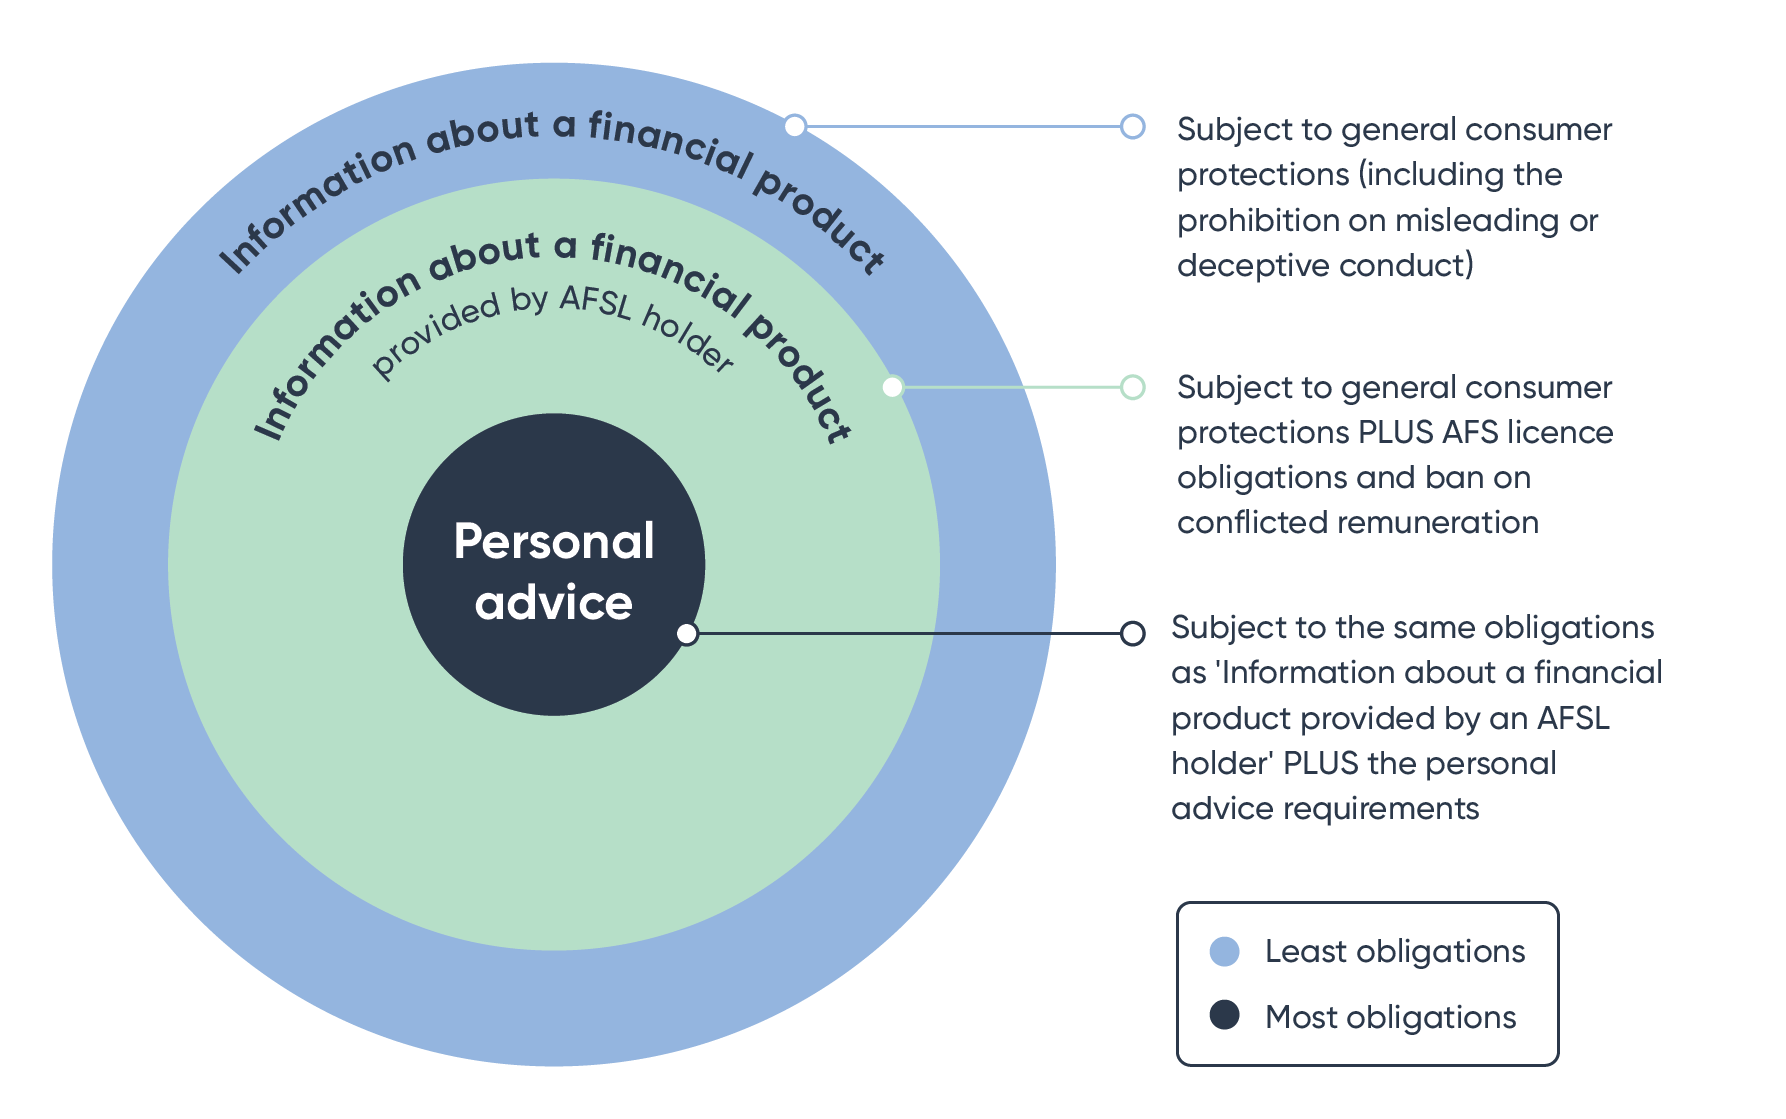 Information about a financial product
Information about a financial product
provided by AFSL holder
Personal
advice
Subject to general consumer
protections (including the
prohibition on misleading or
deceptive conduct)
Subject to general consumer
protections PLUS AFS licence
obligations and ban on
conflicted remuneration
Subject to the same obligations
as 'Information about a financial
product provided by an AFSL
holder' PLUS the personal
advice requirements
Least obligations
Most obligations